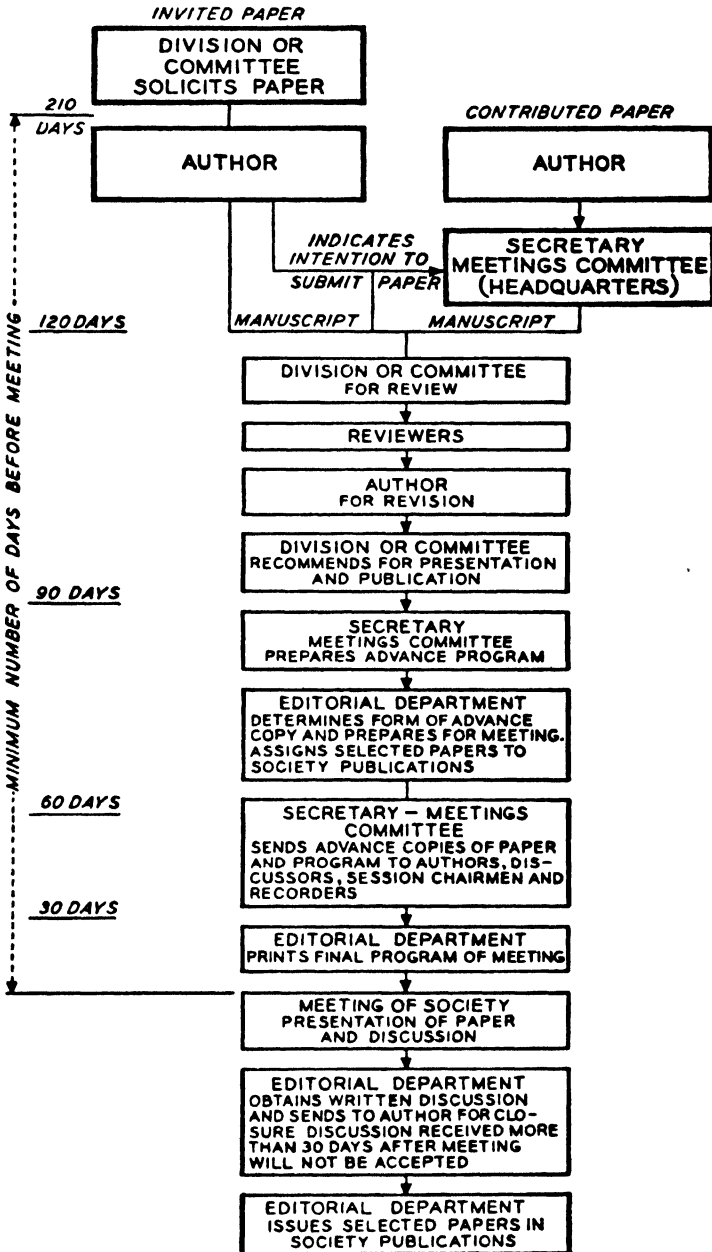 INVITED PAPER
DIVISION OR
COMMITTEE
SOLICITS PAPER
210
DAYS
CONTRIBUTED PAPER
AUTHOR
AUTHOR
INDICATES
INTENTION TO
SUBMIT PAPER
SECRETARY
MEETINGS COMMITTEE
(HEADQUARTERS)
MINIMUM NUMBER OF DAYS BEFORE MEETING
120 DAYS
MANUSCRIPT
MANUSCRIPT
DIVISION OR COMMITTEE
FOR REVIEW
REVIEWERS
AUTHOR
FOR REVISION
DIVISION OR COMMITTEE
RECOMMENDS FOR PRESENTATION
AND PUBLICATION
90 DAYS
SECRETARY
MEETINGS COMMITTEE
PREPARES ADVANCE PROGRAM
EDITORIAL DEPARTMENT
DETERMINES FORM OF ADVANCE
COPY AND PREPARES FOR MEETING.
ASSIGNS SELECTED PAPERS TO
SOCIETY PUBLICATIONS
60 DAYS
SECRETARY – MEETINGS
COMMITTEE
SENDS ADVANCE COPIES OF PAPER
AND PROGRAM TO AUTHORS, DIS-
CUSSORS, SESSION CHAIRMEN AND
RECORDERS
30 DAYS
EDITORIAL DEPARTMENT
PRINTS FINAL PROGRAM OF MEETING
MEETING OF SOCIETY
PRESENTATION OF PAPER
AND DISCUSSION
EDITORIAL DEPARTMENT
OBTAINS WRITTEN DISCUSSION
AND SENDS TO AUTHOR FOR CLO-
SURE DISCUSSION RECEIVED MORE
THAN 30 DAYS AFTER MEETING
WILL NOT BE ACCEPTED
EDITORIAL DEPARTMENT
ISSUES SELECTED PAPERS IN
SOCIETY PUBLICATIONS